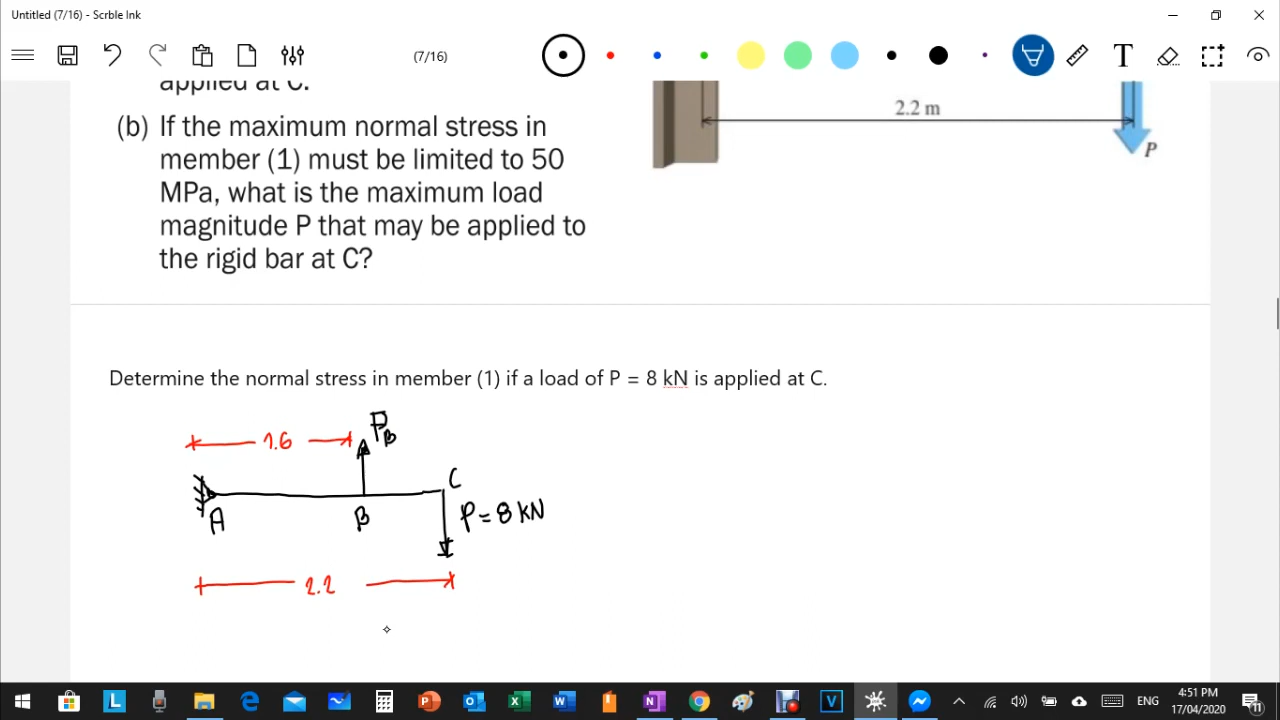 Untitled (7/16) - Scrble Ink
(7/16)
T
applied at C.
(b) If the maximum normal stress in
member (1) must be limited to 50
MPa, what is the maximum load
magnitude P that may be applied to
the rigid bar at C?
2.2 m
P
Determine the normal stress in member (1) if a load of P = 8 kN is applied at C.
1.6
P_B
C
A
B
P = 8 kN
2.2
ENG
4:51 PM
17/04/2020
11